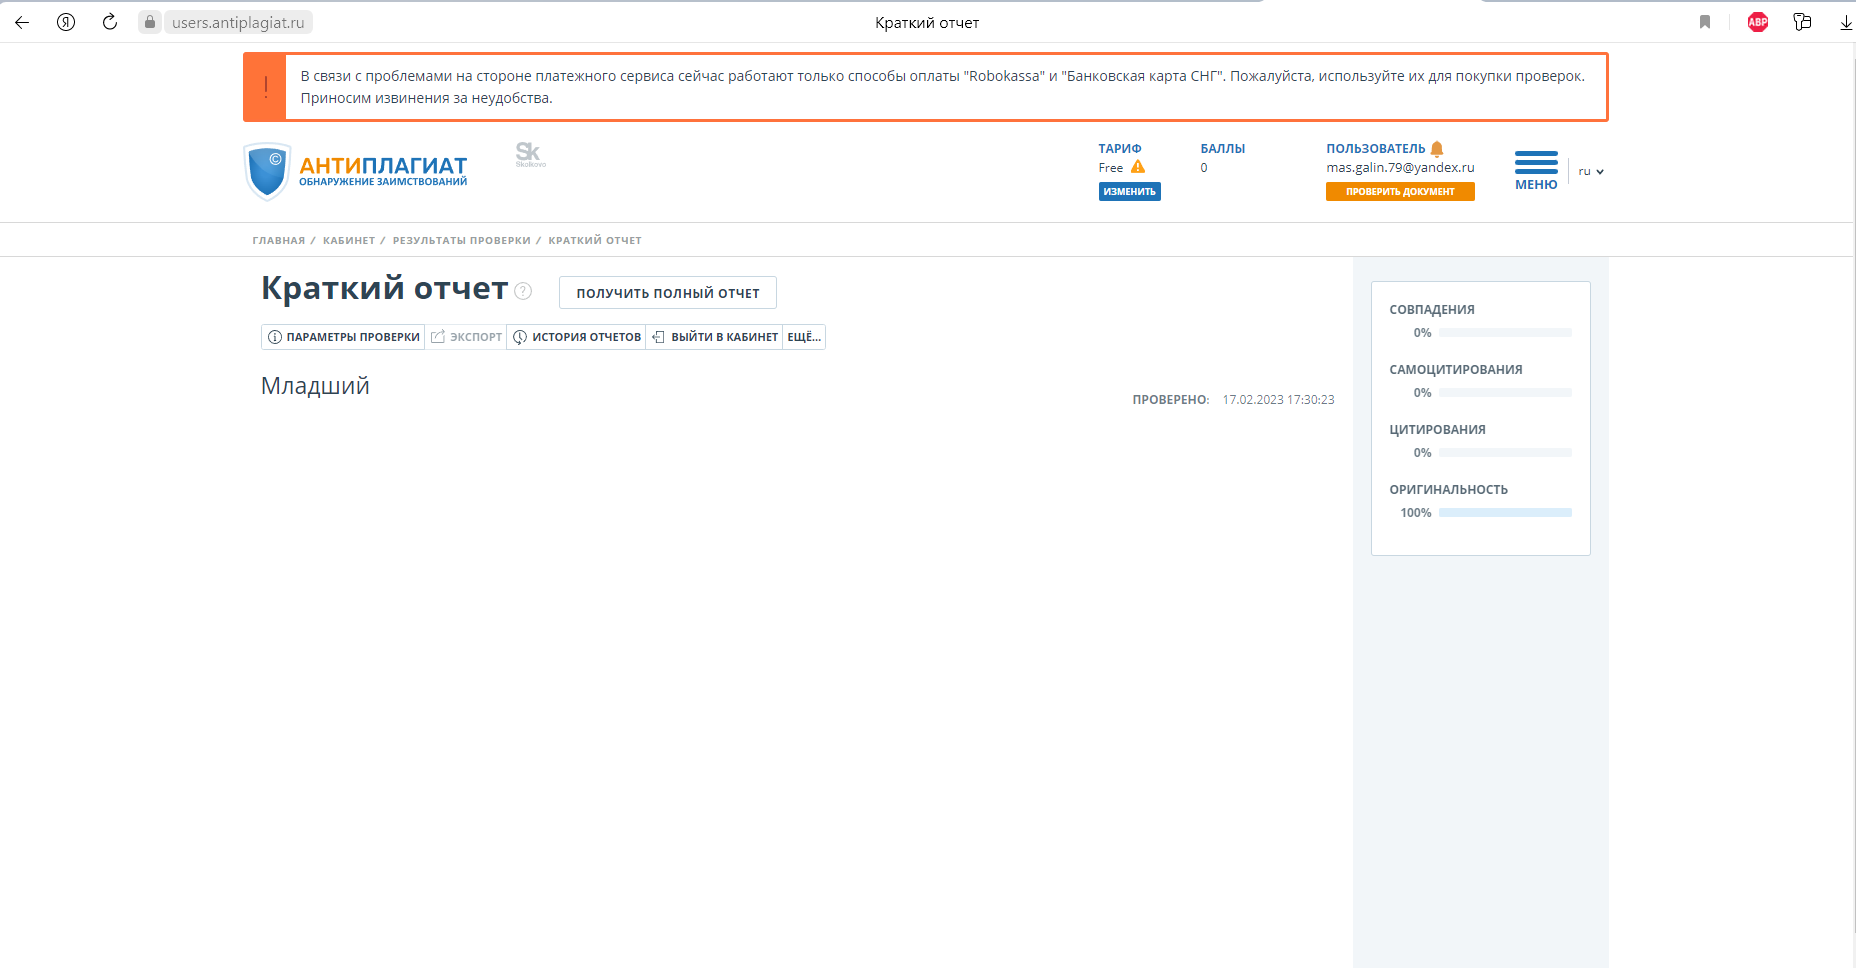 users.antiplagiat.ru
Краткий отчет
ABP
В связи с проблемами на стороне платежного сервиса сейчас работают только способы оплаты "Robokassa" и "Банковская карта СНГ". Пожалуйста, используйте их для покупки проверок.
Приносим извинения за неудобства.
АНТИПЛАГИАТ
ОБНАРУЖЕНИЕ ЗАИМСТВОВАНИЙ
Sk
Skolkovo
ТАРИФ
Free
ИЗМЕНИТЬ
БАЛЛЫ
0
ПОЛЬЗОВАТЕЛЬ
mas.galin.79@yandex.ru
ПРОВЕРИТЬ ДОКУМЕНТ
МЕНЮ
ru
ГЛАВНАЯ / КАБИНЕТ / РЕЗУЛЬТАТЫ ПРОВЕРКИ / КРАТКИЙ ОТЧЕТ
Краткий отчет ?
ПОЛУЧИТЬ ПОЛНЫЙ ОТЧЕТ
ПАРАМЕТРЫ ПРОВЕРКИ ЭКСПОРТ ИСТОРИЯ ОТЧЕТОВ ВЫЙТИ В КАБИНЕТ ЕЩЁ...
Младший
ПРОВЕРЕНО: 17.02.2023 17:30:23
СОВПАДЕНИЯ
0%
САМОЦИТИРОВАНИЯ
0%
ЦИТИРОВАНИЯ
0%
ОРИГИНАЛЬНОСТЬ
100%